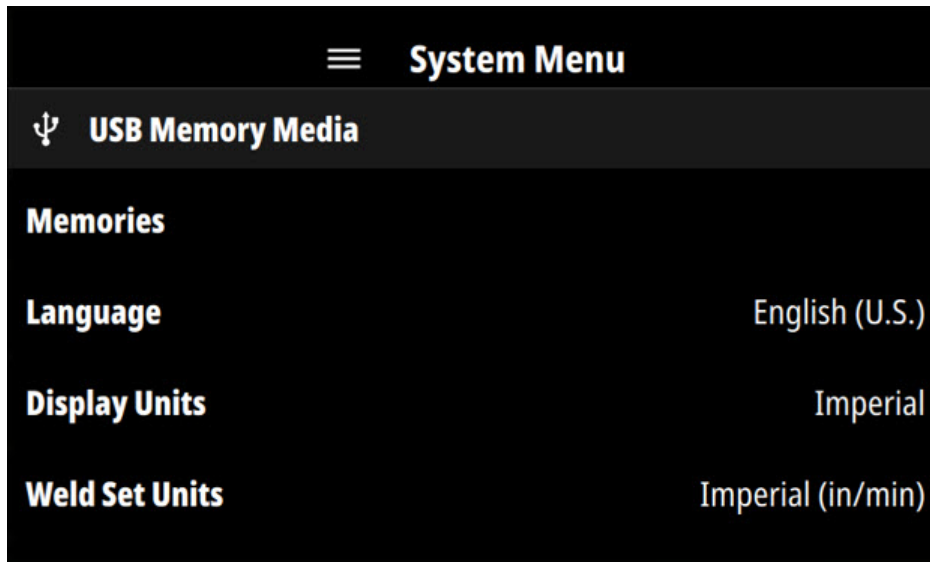 System Menu
USB Memory Media
Memories
Language English (U.S.)
Display Units Imperial
Weld Set Units Imperial (in/min)